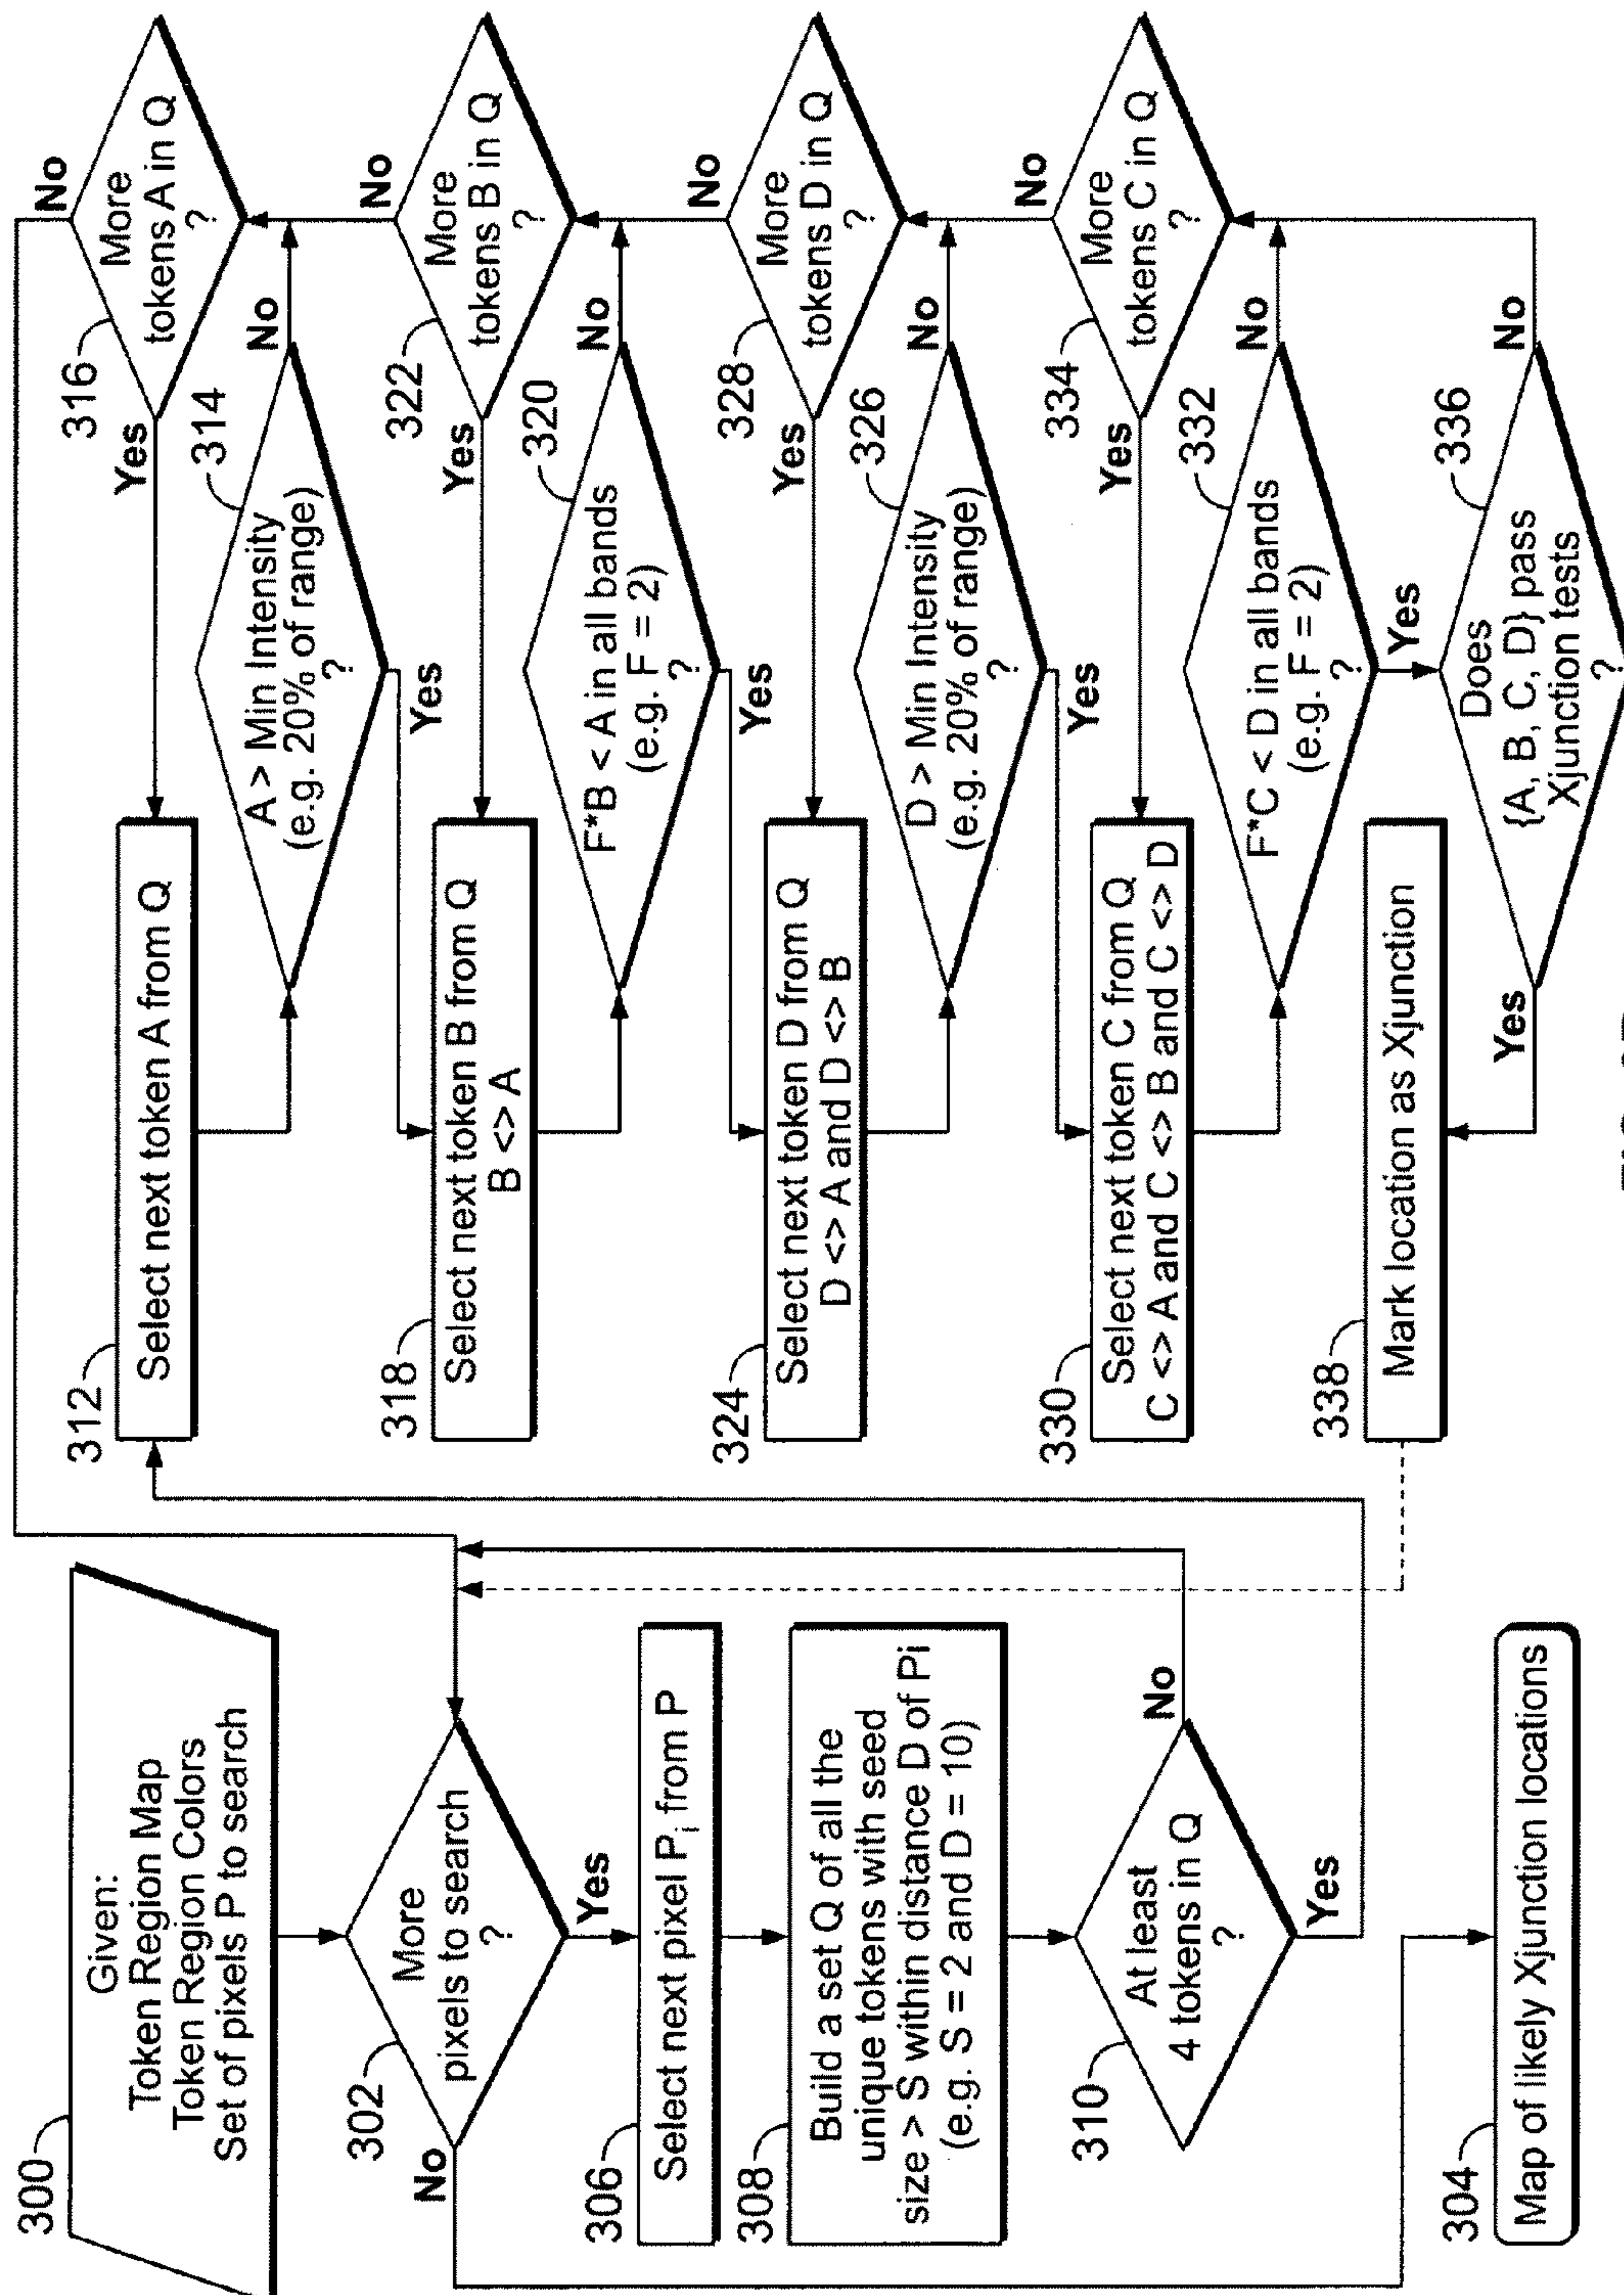 300
Given:
Token Region Map
Token Region Colors
Set of pixels P to search
302
More
pixels to search
?
No
Yes
306
Select next pixel Pi from P
308
Build a set Q of all the
unique tokens with seed
size > S within distance D of Pi
(e.g. S = 2 and D = 10)
310
At least
4 tokens in Q
?
No
Yes
304
Map of likely Xjunction locations
312
Select next token A from Q
314
A > Min Intensity
(e.g. 20% of range)
?
No
Yes
316
More
tokens A in Q
?
No
Yes
318
Select next token B from Q
B <> A
320
F*B < A in all bands
(e.g. F = 2)
?
No
Yes
322
More
tokens B in Q
?
No
Yes
324
Select next token D from Q
D <> A and D <> B
326
D > Min Intensity
(e.g. 20% of range)
?
No
Yes
328
More
tokens D in Q
?
No
Yes
330
Select next token C from Q
C <> A and C <> B and C <> D
332
F*C < D in all bands
(e.g. F = 2)
?
No
Yes
334
More
tokens C in Q
?
No
Yes
336
Does
{A, B, C, D} pass
Xjunction tests
?
No
Yes
338
Mark location as Xjunction